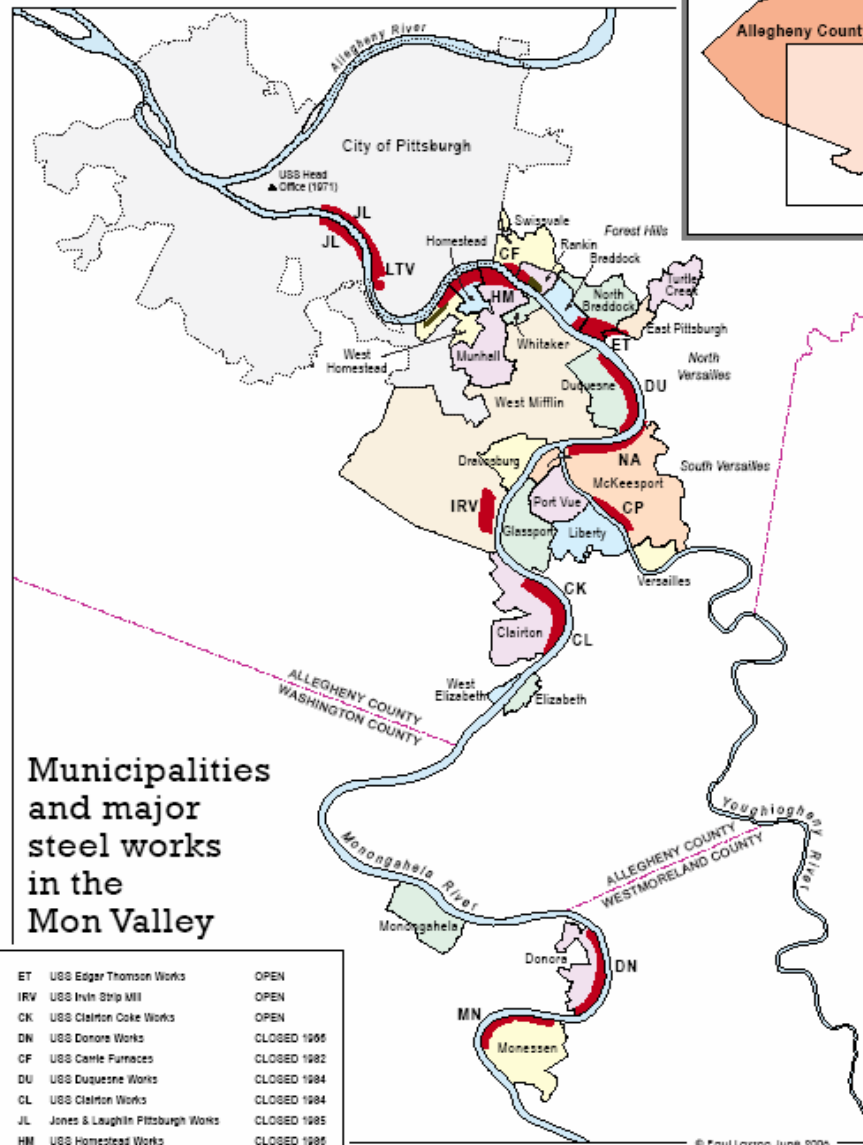 Allegheny County
Allegheny River
City of Pittsburgh
USS Head
Office (1971)
JL
JL
LTV
Swissvale
Homestead
CF
Forest Hills
Rankin
Braddock
Turtle
Creek
HM
North
Braddock
East Pittsburgh
ET
West
Homestead
Munhall
Whitaker
North
Versailles
Duquesne
DU
West Mifflin
Dravosburg
NA
South Versailles
McKeesport
IRV
Port Vue
CP
Glassport
Liberty
Versailles
CK
Clairton
CL
West
Elizabeth
Elizabeth
ALLEGHENY COUNTY
WASHINGTON COUNTY
Municipalities
and major
steel works
in the
Mon Valley
Youghiogheny River
Monongahela River
ALLEGHENY COUNTY
WESTMORELAND COUNTY
Monongahela
Donora
DN
MN
Monessen
ET USS Edgar Thomson Works OPEN
IRV USS Irvin Strip Mill OPEN
CK USS Clairton Coke Works OPEN
DN USS Donora Works CLOSED 1966
CF USS Carrie Furnaces CLOSED 1982
DU USS Duquesne Works CLOSED 1984
CL USS Clairton Works CLOSED 1984
JL Jones & Laughlin Pittsburgh Works CLOSED 1985
HM USS Homestead Works CLOSED 1986